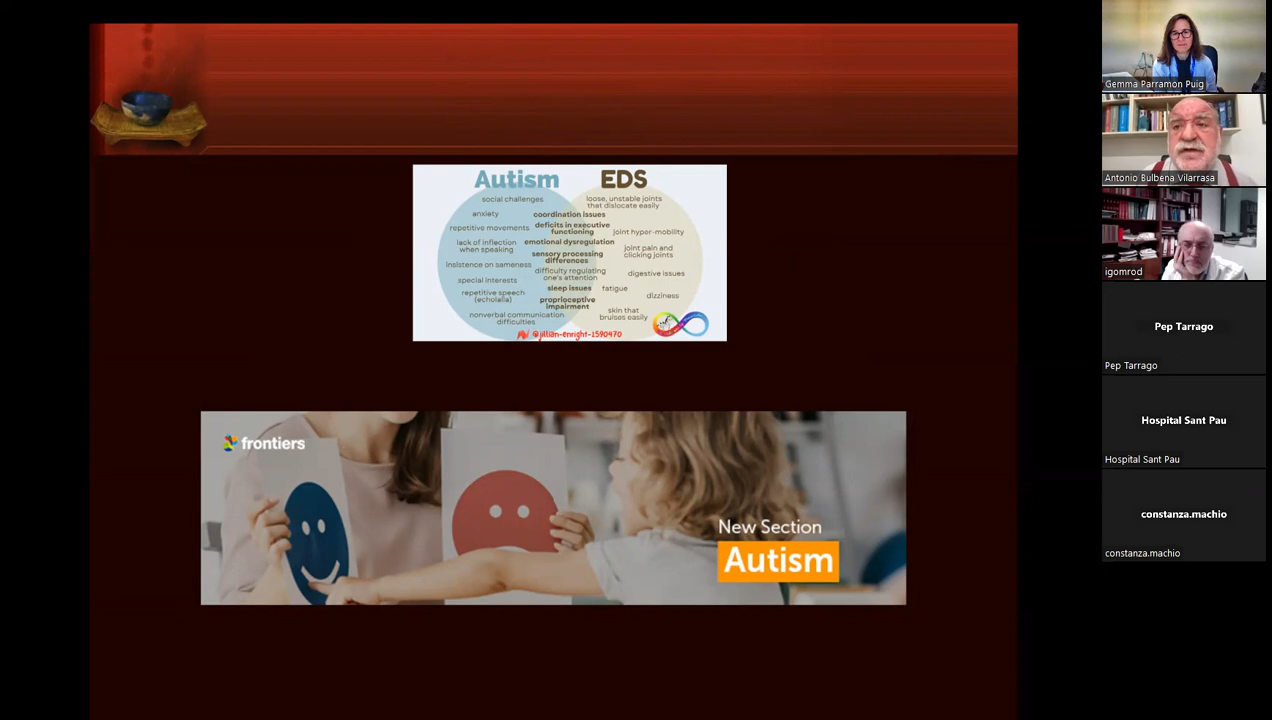 Autism
EDS
social challenges
anxiety
repetitive movements
lack of inflection
when speaking
insistence on sameness
special interests
repetitive speech
(echolalia)
nonverbal communication
difficulties
coordination issues
deficits in executive
functioning
emotional dysregulation
sensory processing
differences
difficulty regulating
one's attention
sleep issues
proprioceptive
impairment
loose, unstable joints
that dislocate easily
joint hyper-mobility
joint pain and
clicking joints
digestive issues
fatigue
dizziness
skin that
bruises easily
@jillian-enright-1590470
frontiers
New Section
Autism
Gemma Parramon Puig
Antonio Bulbena Vilarrasa
igomrod
Pep Tarrago
Pep Tarrago
Hospital Sant Pau
Hospital Sant Pau
constanza.machio
constanza.machio